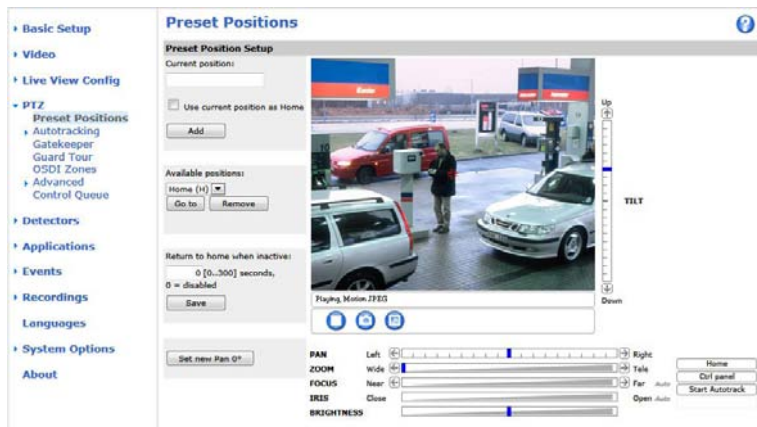 Basic Setup
Video
Live View Config
PTZ
Preset Positions
Autotracking
Gatekeeper
Guard Tour
OSDI Zones
Advanced
Control Queue
Detectors
Applications
Events
Recordings
Languages
System Options
About
Preset Positions
?
Preset Position Setup
Current position:
Use current position as Home
Add
Available positions:
Home (H)
Go to Remove
Return to home when inactive:
0 [0..300] seconds,
0 = disabled
Save
Set new Pan 0°
10
Up
TILT
Down
Playing, Motion JPEG
PAN Left Right
ZOOM Wide Tele
FOCUS Near Far Auto
IRIS Close Open Auto
BRIGHTNESS
Home
Ctrl panel
Start Autotrack